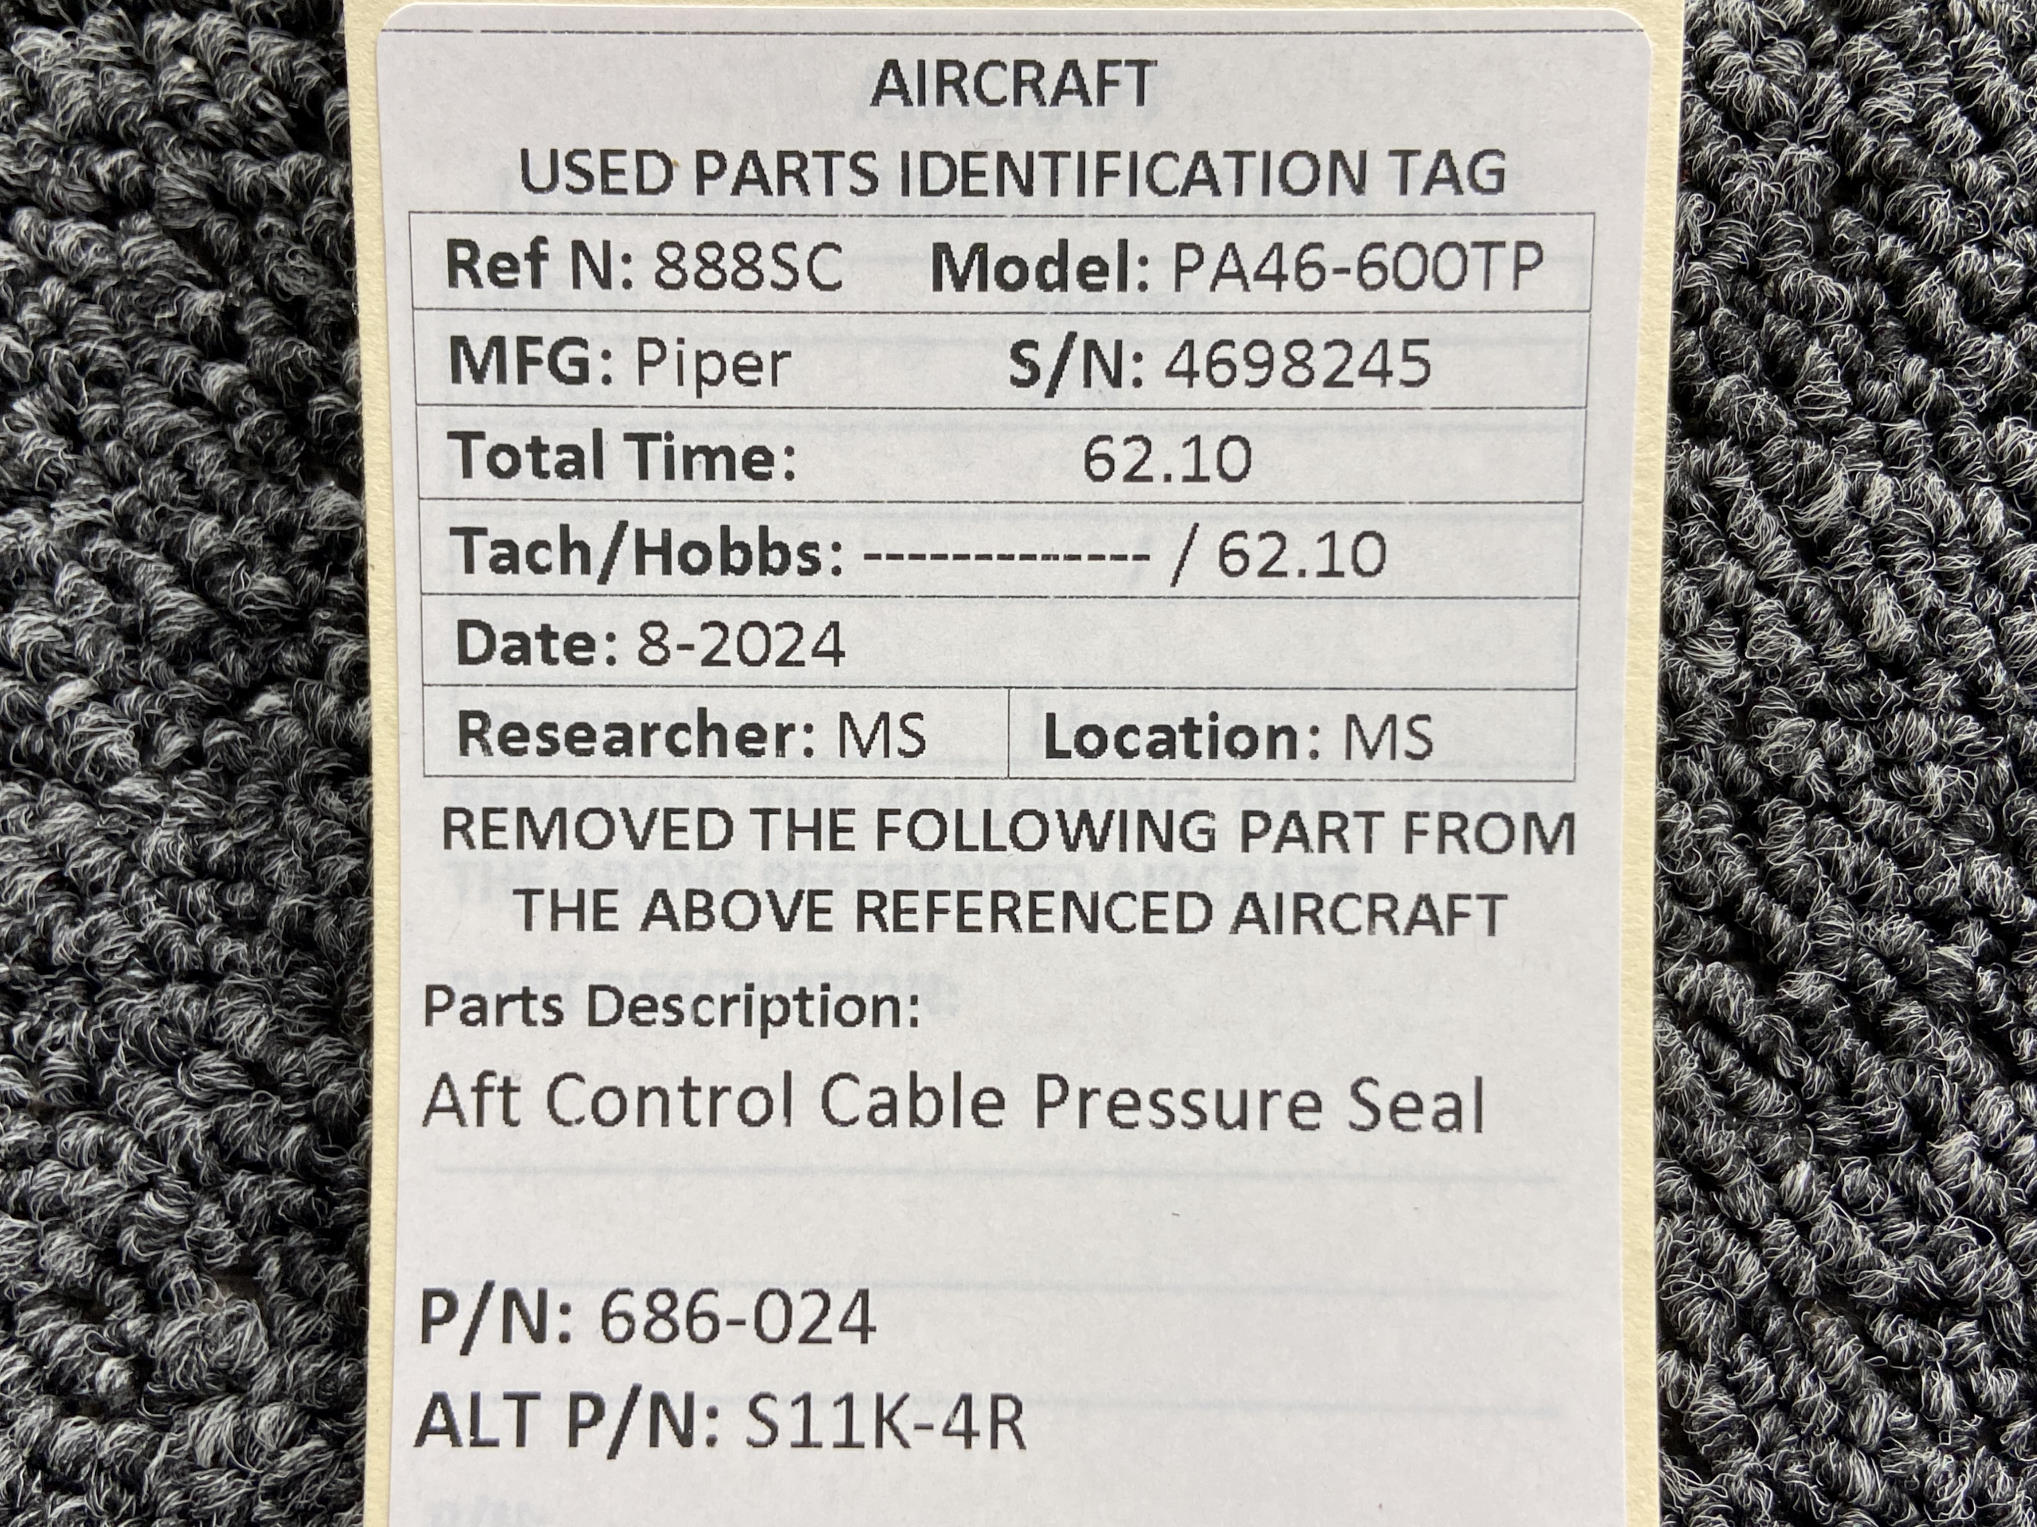 AIRCRAFT
USED PARTS IDENTIFICATION TAG
Ref N: 888SC Model: PA46-600TP
MFG: Piper S/N: 4698245
Total Time: 62.10
Tach/Hobbs: ------------- / 62.10
Date: 8-2024
Researcher: MS Location: MS
REMOVED THE FOLLOWING PART FROM
THE ABOVE REFERENCED AIRCRAFT
Parts Description:
Aft Control Cable Pressure Seal
P/N: 686-024
ALT P/N: S11K-4R